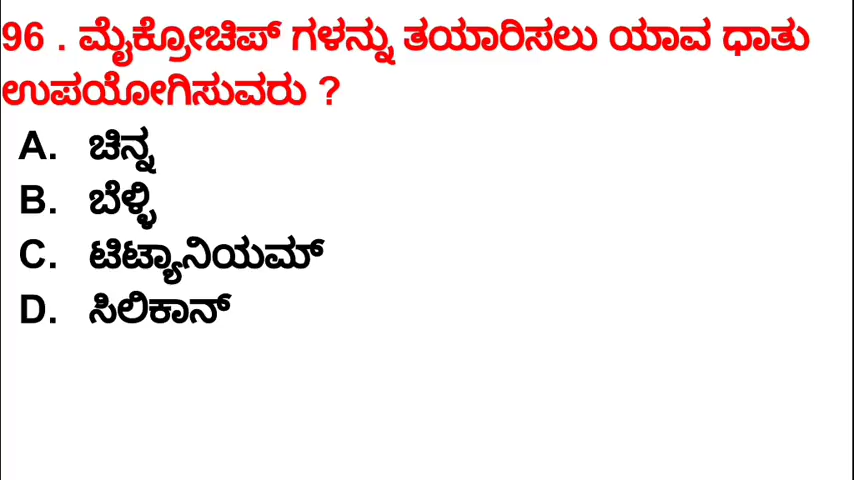 96 . ಮೈಕ್ರೋಚಿಪ್ ಗಳನ್ನು ತಯಾರಿಸಲು ಯಾವ ಧಾತು
ಉಪಯೋಗಿಸುವರು ?
A. ಚಿನ್ನ
B. ಬೆಳ್ಳಿ
C. ಟಿಟ್ಯಾನಿಯಮ್
D. ಸಿಲಿಕಾನ್